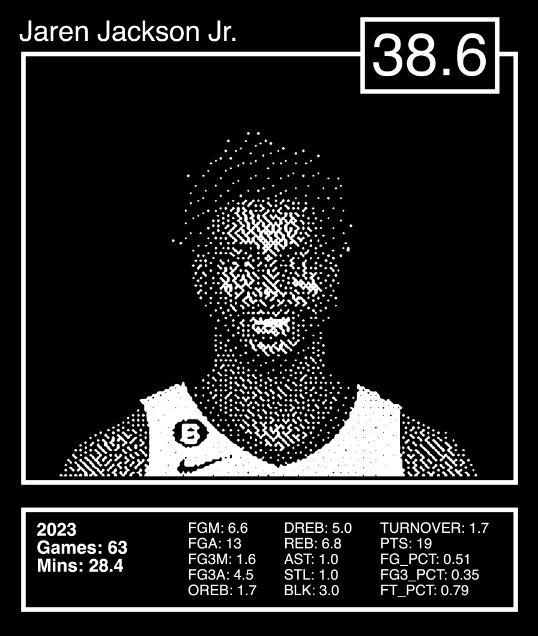 Jaren Jackson Jr.
38.6
2023
Games: 63
Mins: 28.4
FGM: 6.6
FGA: 13
FG3M: 1.6
FG3A: 4.5
OREB: 1.7
DREB: 5.0
REB: 6.8
AST: 1.0
STL: 1.0
BLK: 3.0
TURNOVER: 1.7
PTS: 19
FG_PCT: 0.51
FG3_PCT: 0.35
FT_PCT: 0.79